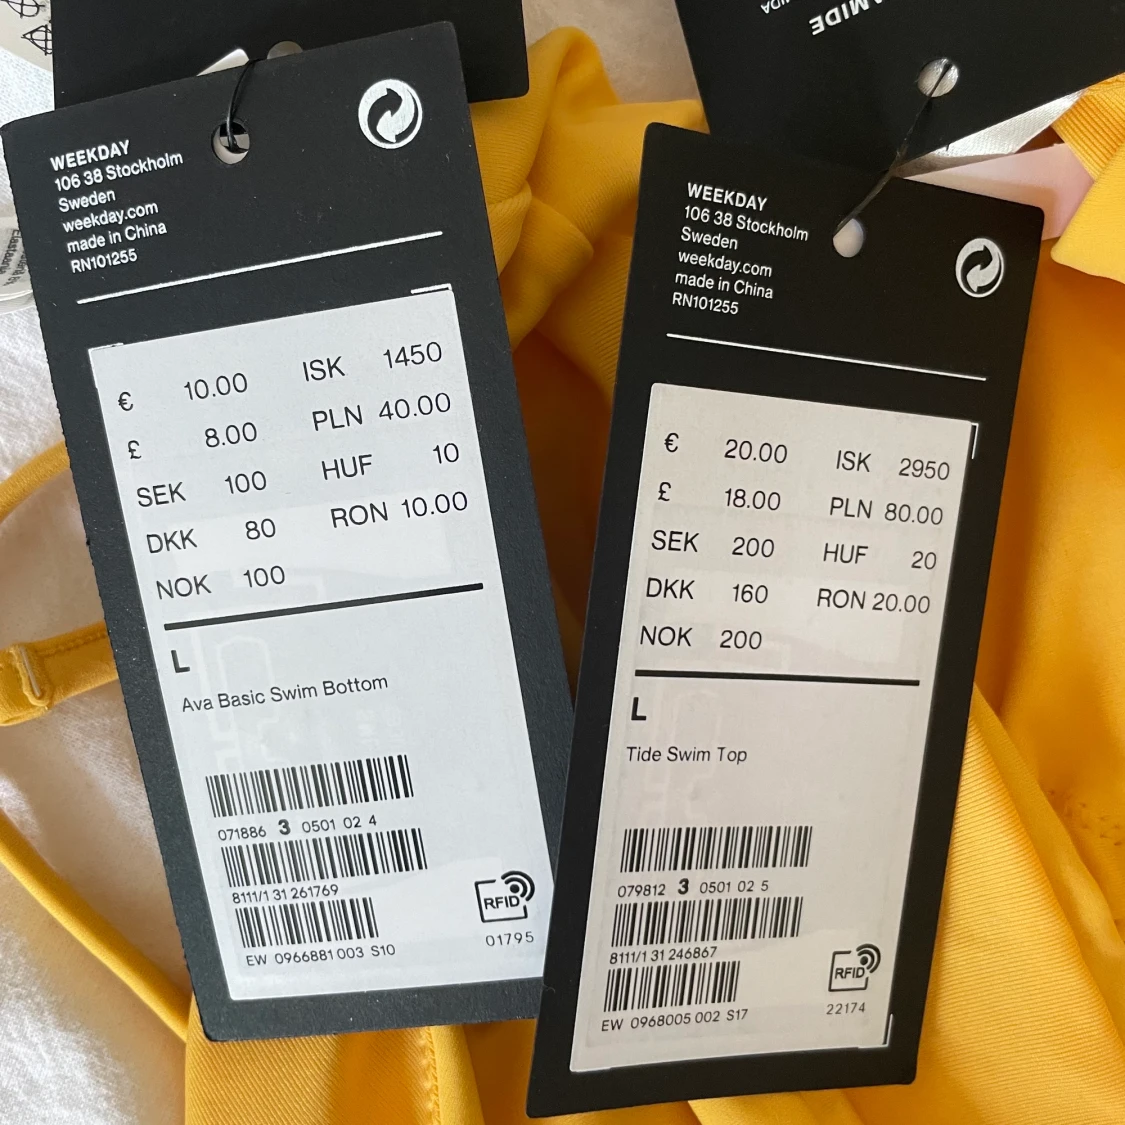 WEEKDAY
106 38 Stockholm
Sweden
weekday.com
made in China
RN101255
€ 10.00 ISK 1450
£ 8.00 PLN 40.00
SEK 100 HUF 10
DKK 80 RON 10.00
NOK 100
L
Ava Basic Swim Bottom
071886 3 0501 02 4
8111/1 31 261769
EW 0966881 003 S10
RFID
01795
WEEKDAY
106 38 Stockholm
Sweden
weekday.com
made in China
RN101255
€ 20.00 ISK 2950
£ 18.00 PLN 80.00
SEK 200 HUF 20
DKK 160 RON 20.00
NOK 200
L
Tide Swim Top
079812 3 0501 02 5
8111/1 31 246867
EW 0968005 002 S17
RFID
22174